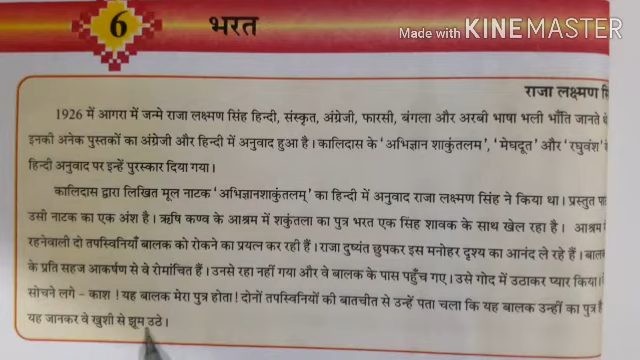 6 भरत
Made with KINEMASTER
राजा लक्ष्मण
1926 में आगरा में जन्मे राजा लक्ष्मण सिंह हिन्दी, संस्कृत, अंग्रेजी, फारसी, बंगला और अरबी भाषा भली भाँति जानते
इनकी अनेक पुस्तकों का अंग्रेजी और हिन्दी में अनुवाद हुआ है। कालिदास के 'अभिज्ञान शाकुंतलम', 'मेघदूत' और 'रघुवंश'
हिन्दी अनुवाद पर इन्हें पुरस्कार दिया गया।
कालिदास द्वारा लिखित मूल नाटक 'अभिज्ञानशाकुंतलम्' का हिन्दी में अनुवाद राजा लक्ष्मण सिंह ने किया था। प्रस्तुत
उसी नाटक का एक अंश है। ऋषि कण्व के आश्रम में शकुंतला का पुत्र भरत एक सिंह शावक के साथ खेल रहा है। आश्रम
रहनेवाली दो तपस्विनियाँ बालक को रोकने का प्रयत्न कर रही हैं। राजा दुष्यंत छुपकर इस मनोहर दृश्य का आनंद ले रहे हैं।
के प्रति सहज आकर्षण से वे रोमांचित हैं। उनसे रहा नहीं गया और वे बालक के पास पहुँच गए। उसे गोद में उठाकर प्यार किया।
सोचने लगे - काश ! यह बालक मेरा पुत्र होता ! दोनों तपस्विनियों की बातचीत से उन्हें पता चला कि यह बालक उन्हीं का पुत्र
यह जानकर वे खुशी से झूम उठे।